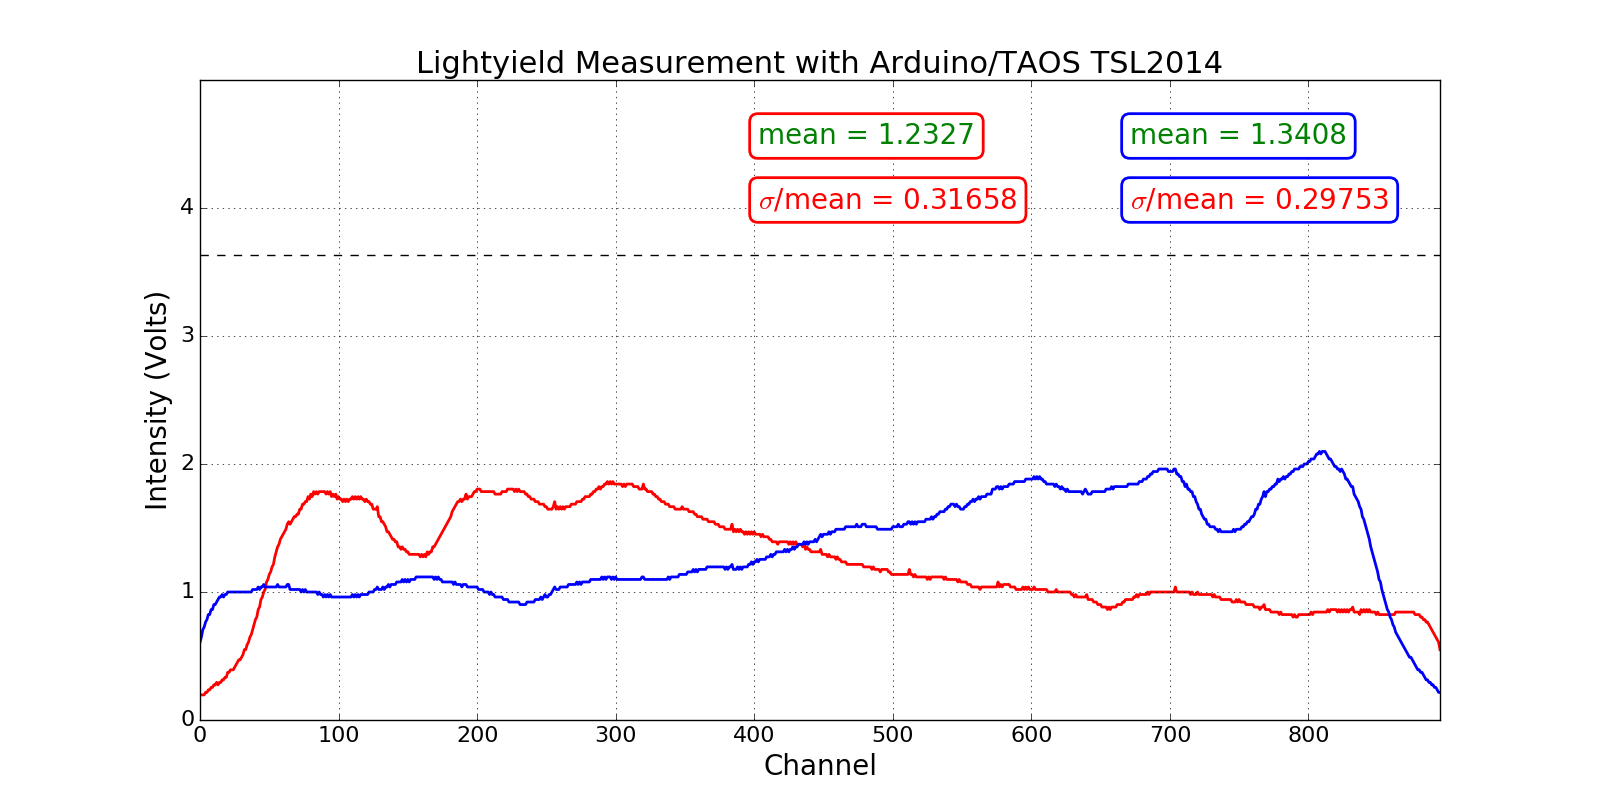 Lightyield Measurement with Arduino/TAOS TSL2014
mean = 1.2327
mean = 1.3408
σ/mean = 0.31658
σ/mean = 0.29753
Intensity (Volts)
4
3
2
1
0
0 100 200 300 400 500 600 700 800
Channel